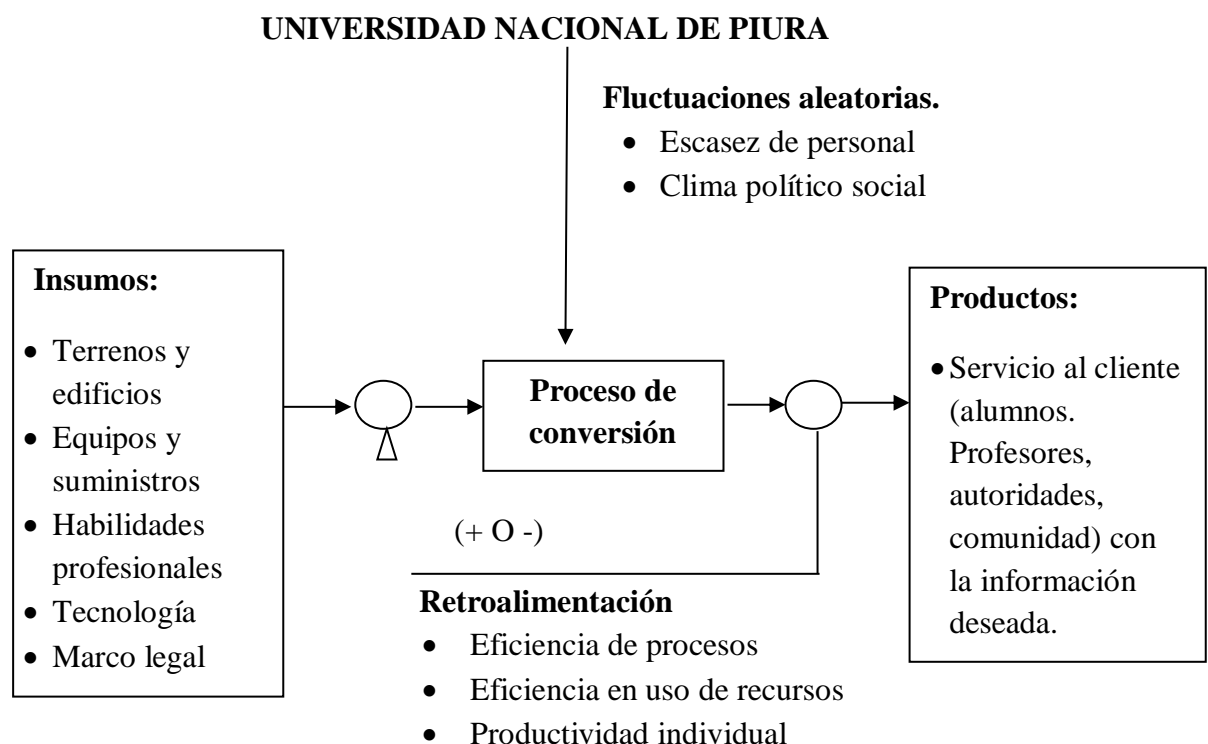 UNIVERSIDAD NACIONAL DE PIURA
Fluctuaciones aleatorias.
• Escasez de personal
• Clima político social
Insumos:
• Terrenos y
edificios
• Equipos y
suministros
• Habilidades
profesionales
• Tecnología
• Marco legal
Proceso de
conversión
Productos:
• Servicio al cliente
(alumnos.
Profesores,
autoridades,
comunidad) con
la información
deseada.
(+ O -)
Retroalimentación
• Eficiencia de procesos
• Eficiencia en uso de recursos
• Productividad individual